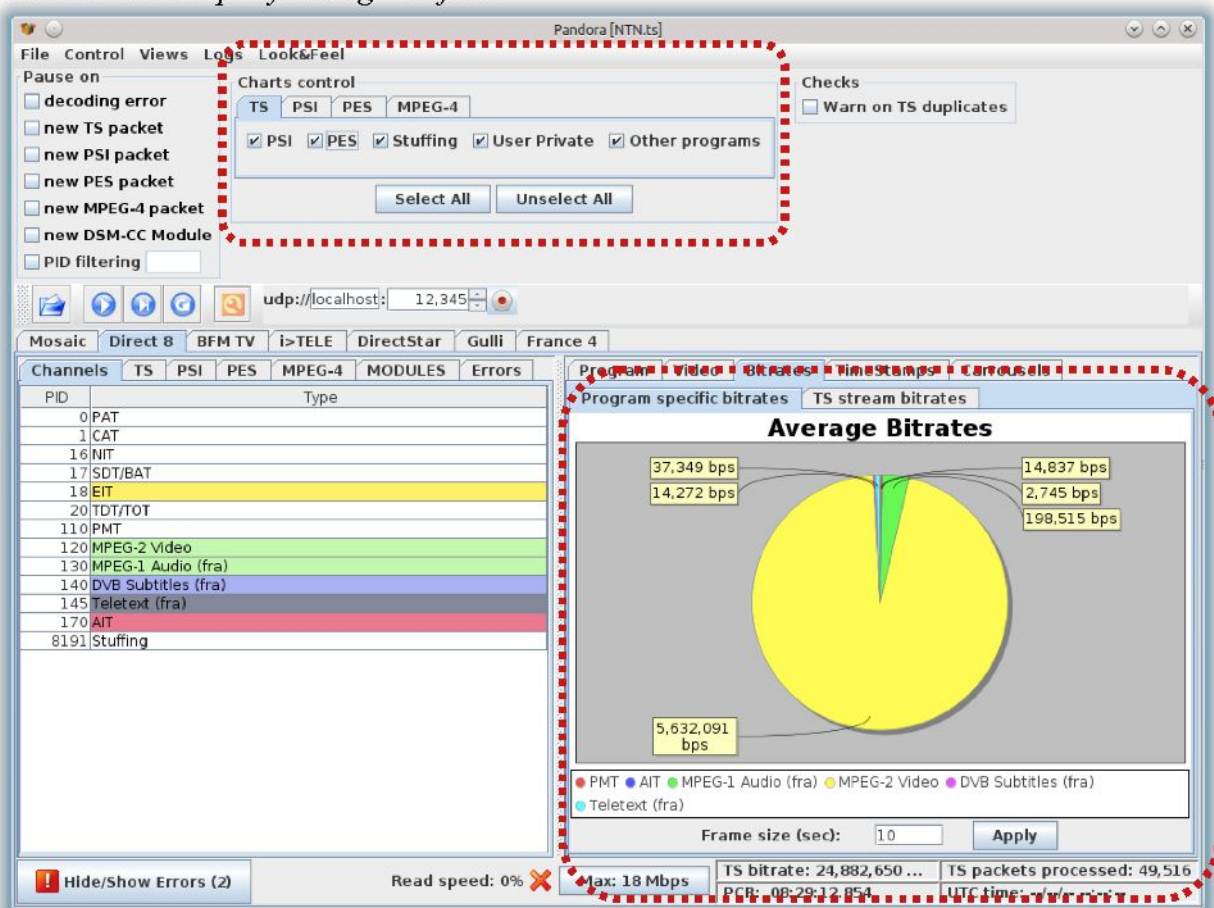 Pandora [NTN.ts]
File Control Views Logs Look&Feel
Pause on
decoding error
new TS packet
new PSI packet
new PES packet
new MPEG-4 packet
new DSM-CC Module
PID filtering
Charts control
TS PSI PES MPEG-4
PSI PES Stuffing User Private Other programs
Select All Unselect All
Checks
Warn on TS duplicates
udp://localhost: 12,345
Mosaic Direct 8 BFM TV i>TELE DirectStar Gulli France 4
Channels TS PSI PES MPEG-4 MODULES Errors
PID Type
0 PAT
1 CAT
16 NIT
17 SDT/BAT
18 EIT
20 TDT/TOT
110 PMT
120 MPEG-2 Video
130 MPEG-1 Audio (fra)
140 DVB Subtitles (fra)
145 Teletext (fra)
170 AIT
8191 Stuffing
Program Video Bitrates TimeStamps Carrousels
Program specific bitrates TS stream bitrates
Average Bitrates
37,349 bps 14,837 bps
14,272 bps 2,745 bps
198,515 bps
5,632,091
bps
PMT AIT MPEG-1 Audio (fra) MPEG-2 Video DVB Subtitles (fra)
Teletext (fra)
Frame size (sec): 10 Apply
Hide/Show Errors (2) Read speed: 0% Max: 18 Mbps
TS bitrate: 24,882,650 ... TS packets processed: 49,516
PCR: 08:29:12.854 UTC time: --/--/-- --:--:--